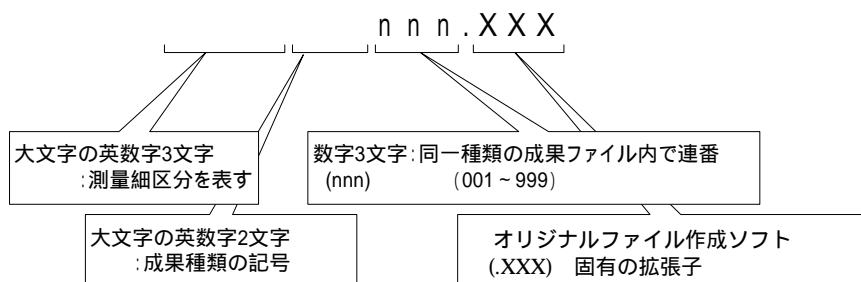 nnn.XXX
大文字の英数字3文字
:測量細区分を表す
数字3文字:同一種類の成果ファイル内で連番
(nnn) (001~999)
大文字の英数字2文字
:成果種類の記号
オリジナルファイル作成ソフト
(.XXX) 固有の拡張子